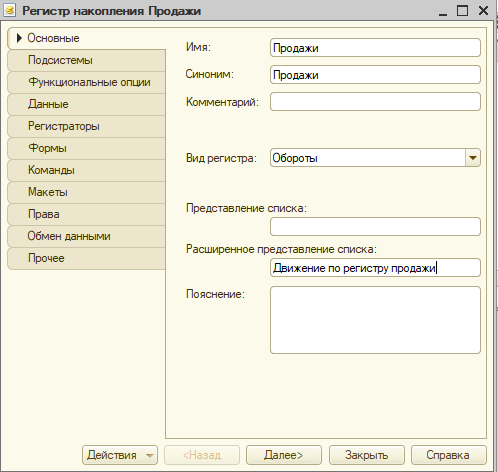 Регистр накопления Продажи
Основные
Подсистемы
Функциональные опции
Данные
Регистраторы
Формы
Команды
Макеты
Права
Обмен данными
Прочее
Имя: Продажи
Синоним: Продажи
Комментарий:
Вид регистра: Обороты
Представление списка:
Расширенное представление списка:
Движение по регистру продажи
Пояснение:
Действия <Назад Далее> Закрыть Справка